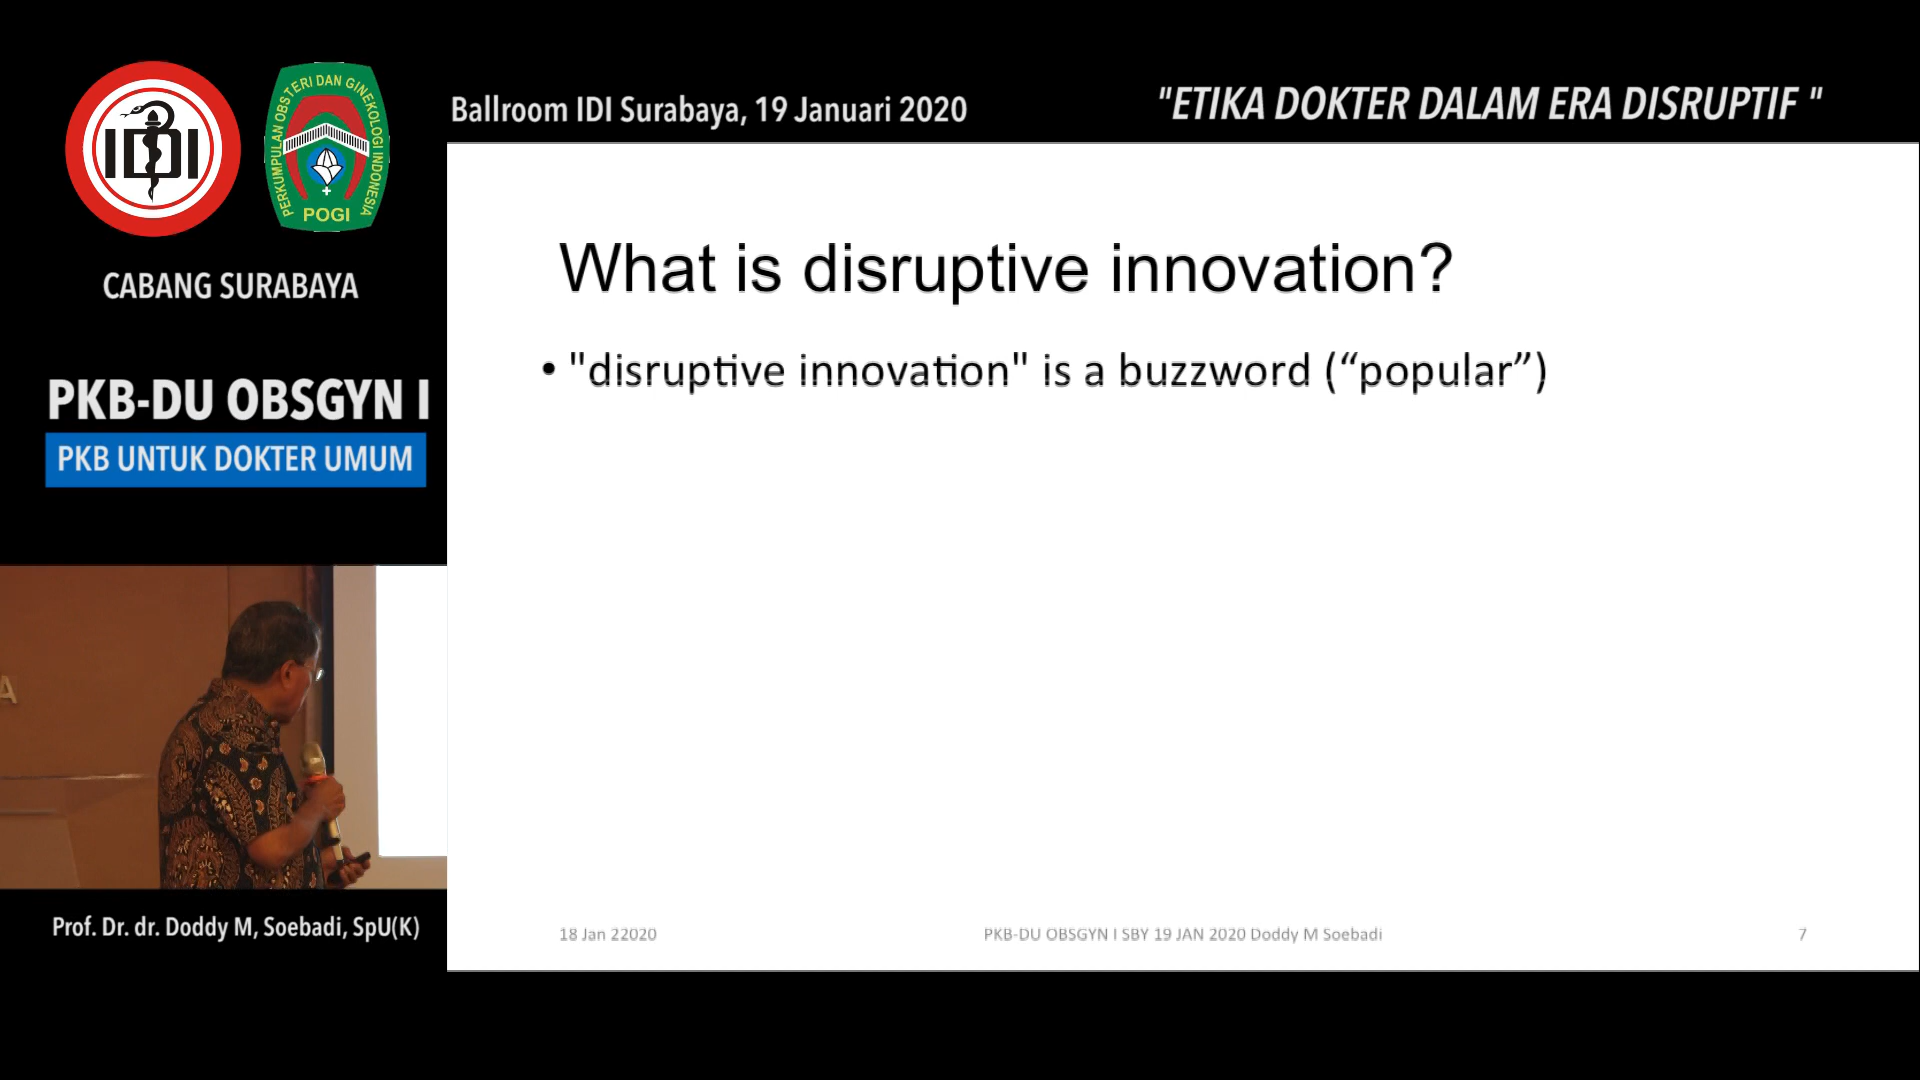 IDI
PERKUMPULAN OBSTERI DAN GINEKOLOGI INDONESIA
POGI
CABANG SURABAYA
PKB-DU OBSGYN I
PKB UNTUK DOKTER UMUM
A
Prof. Dr. dr. Doddy M, Soebadi, SpU(K)
Ballroom IDI Surabaya, 19 Januari 2020
"ETIKA DOKTER DALAM ERA DISRUPTIF "
What is disruptive innovation?
• "disruptive innovation" is a buzzword (“popular”)
18 Jan 22020
PKB-DU OBSGYN I SBY 19 JAN 2020 Doddy M Soebadi
7